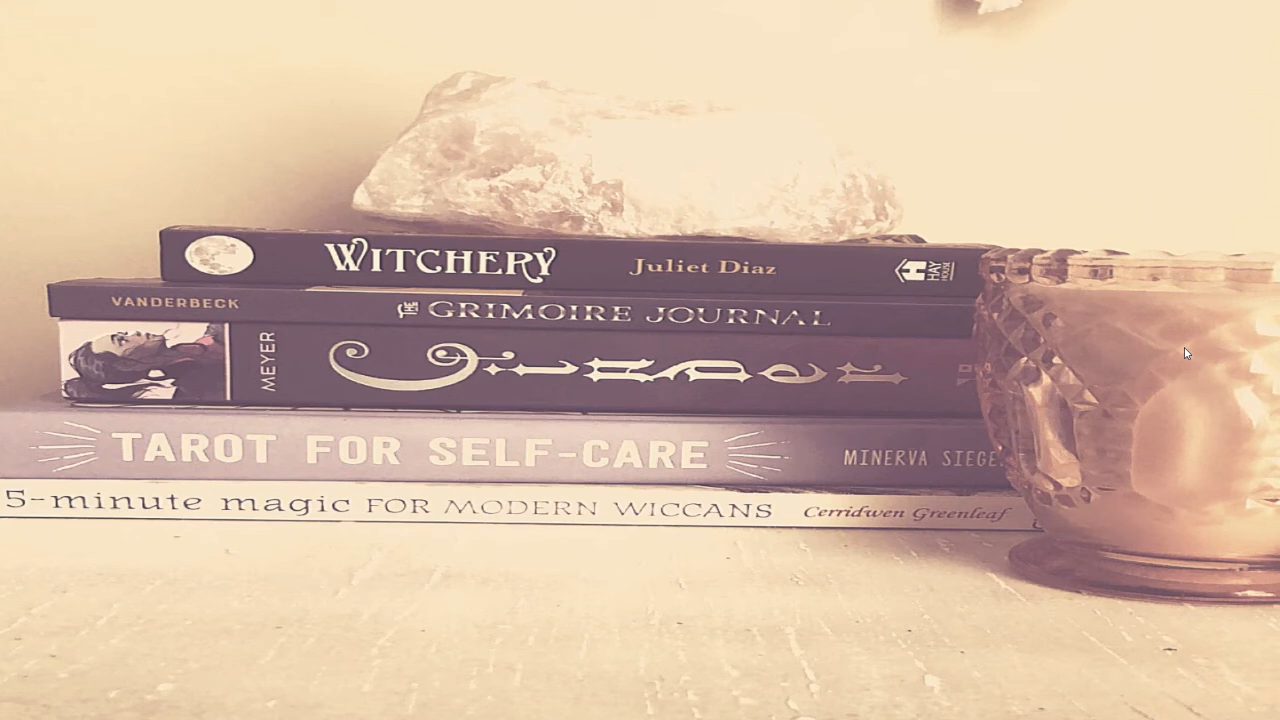 WITCHERY Juliet Diaz HAY HOUSE
VANDERBECK THE GRIMOIRE JOURNAL
MEYER Cinder
TAROT FOR SELF-CARE MINERVA
5-minute magic FOR MODERN WICCANS Cerridwen Greenleaf